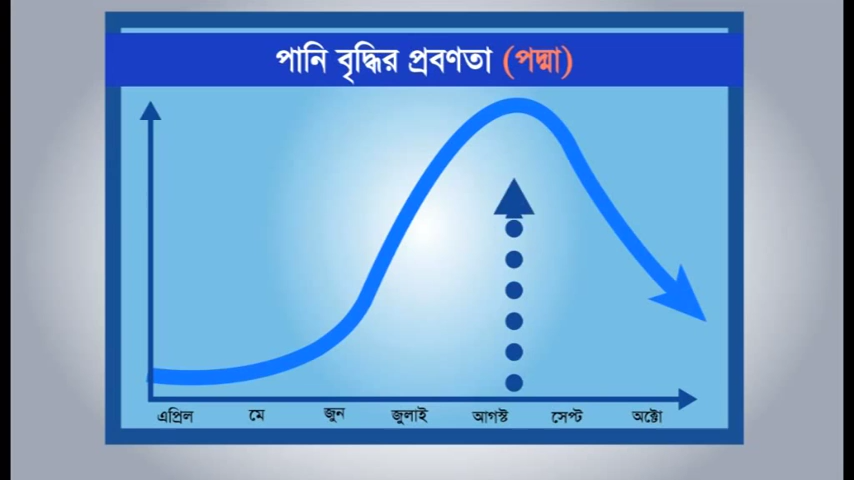 পানি বৃদ্ধির প্রবণতা (পদ্মা)
এপ্রিল মে জুন জুলাই আগস্ট সেপ্ট অক্টো